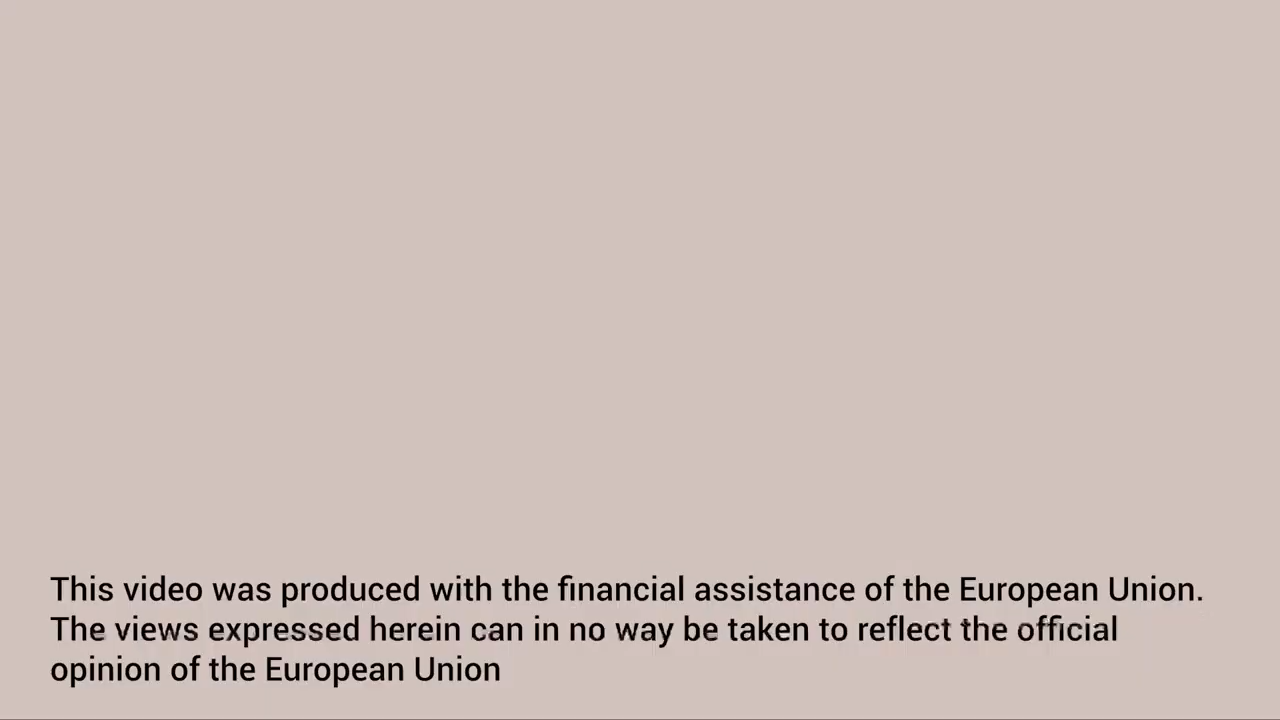 This video was produced with the financial assistance of the European Union.
The views expressed herein can in no way be taken to reflect the official
opinion of the European Union